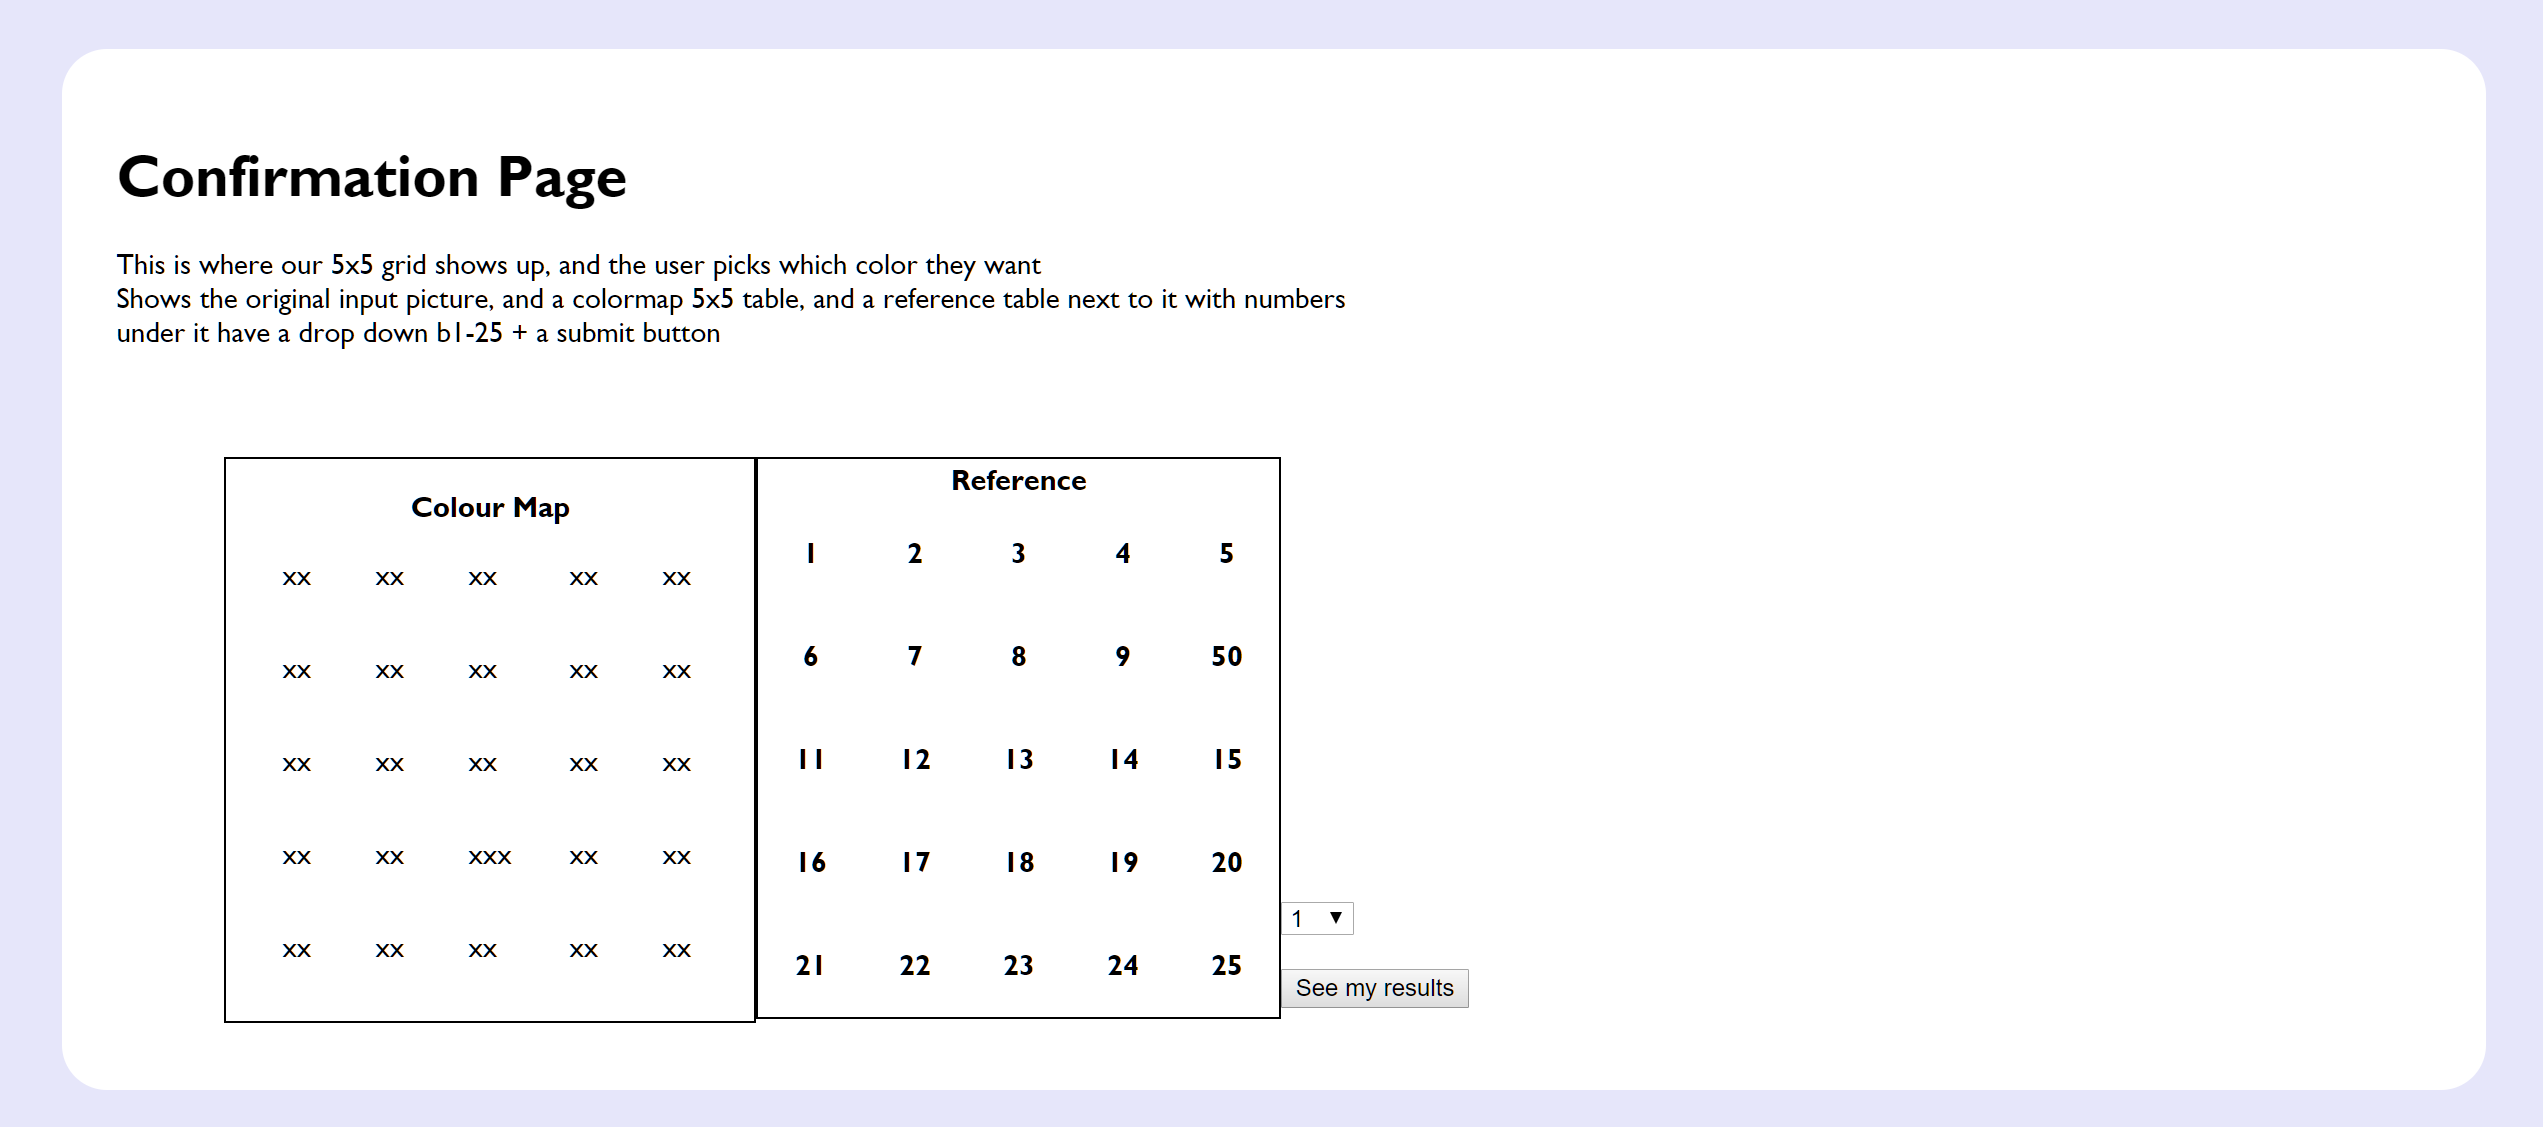 Confirmation Page
This is where our 5x5 grid shows up, and the user picks which color they want
Shows the original input picture, and a colormap 5x5 table, and a reference table next to it with numbers
under it have a drop down b1-25 + a submit button
Colour Map
xx xx xx xx xx
xx xx xx xx xx
xx xx xx xx xx
xx xx xxx xx xx
xx xx xx xx xx
Reference
1 2 3 4 5
6 7 8 9 50
11 12 13 14 15
16 17 18 19 20
21 22 23 24 25
1 ▼
See my results